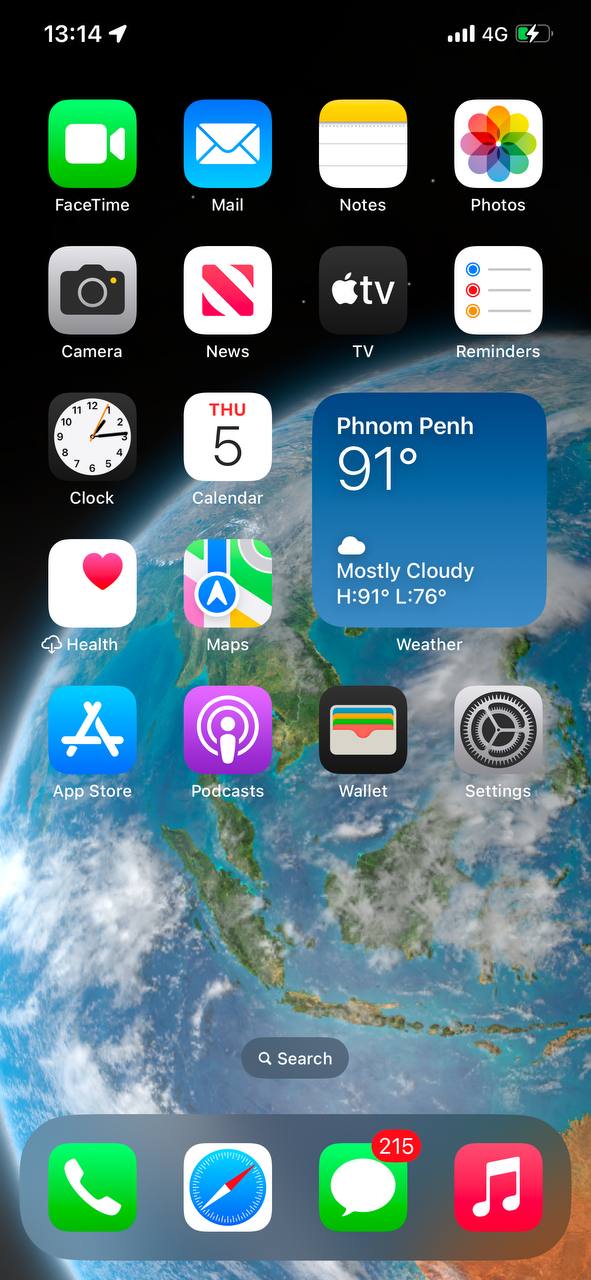 13:14
4G
FaceTime
Mail
Notes
Photos
tv
Camera
News
TV
Reminders
12
1
2
3
4
5
6
7
8
9
10
11
THU
5
Phnom Penh
91°
Mostly Cloudy
H:91° L:76°
Clock
Calendar
Health
Maps
Weather
App Store
Podcasts
Wallet
Settings
Search
215